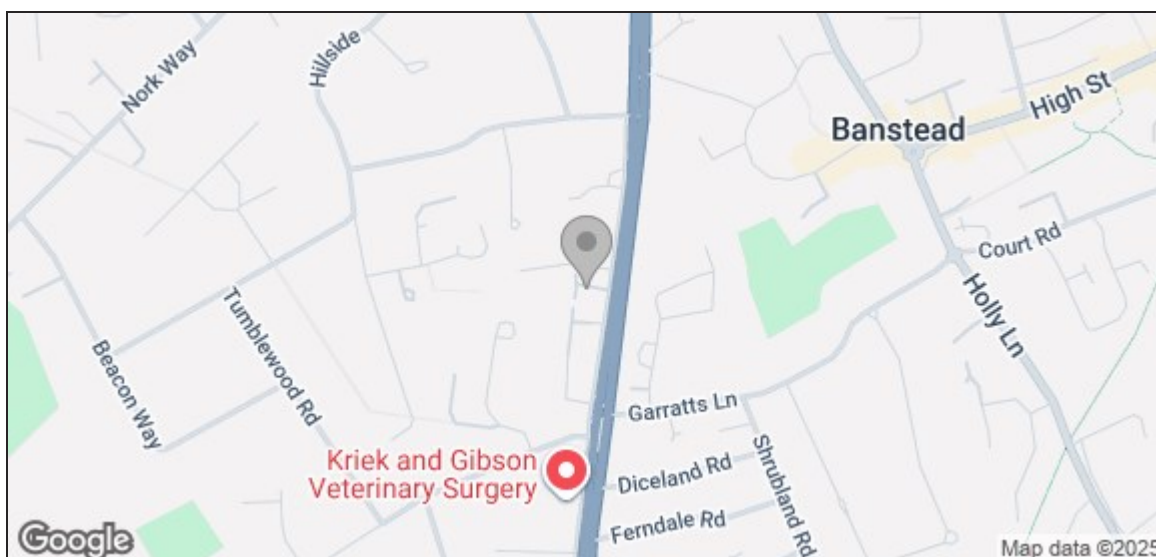 Nork Way
Hillside
Banstead
High St
Court Rd
Holly Ln
Tumblewood Rd
Beacon Way
Garratts Ln
Shrubland Rd
Kriek and Gibson
Veterinary Surgery
Diceland Rd
Ferndale Rd
Google
Map data ©2025